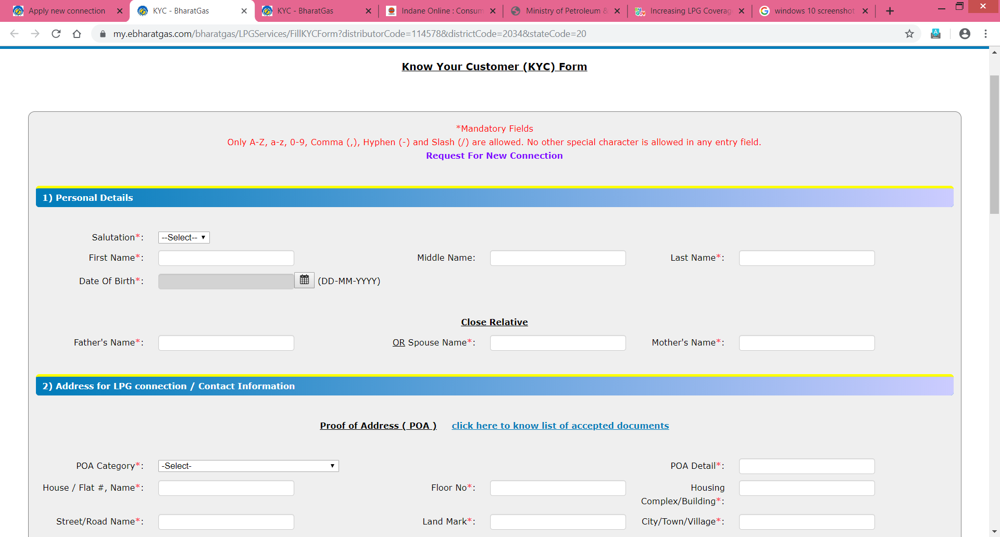 Apply new connection
KYC - BharatGas
KYC - BharatGas
Indane Online : Consum
Ministry of Petroleum &
Increasing LPG Coverag
windows 10 screenshot
my.ebharatgas.com/bharatgas/LPGServices/FillKYCForm?distributorCode=114578&districtCode=2034&stateCode=20
Know Your Customer (KYC) Form
*Mandatory Fields
Only A-Z, a-z, 0-9, Comma (,), Hyphen (-) and Slash (/) are allowed. No other special character is allowed in any entry field.
Request For New Connection
1) Personal Details
Salutation*: --Select--
First Name*: Middle Name: Last Name*:
Date Of Birth*: (DD-MM-YYYY)
Close Relative
Father's Name*: OR Spouse Name*: Mother's Name*:
2) Address for LPG connection / Contact Information
Proof of Address ( POA ) click here to know list of accepted documents
POA Category*: -Select- POA Detail*:
House / Flat #, Name*: Floor No*: Housing
Complex/Building*:
Street/Road Name*: Land Mark*: City/Town/Village*: